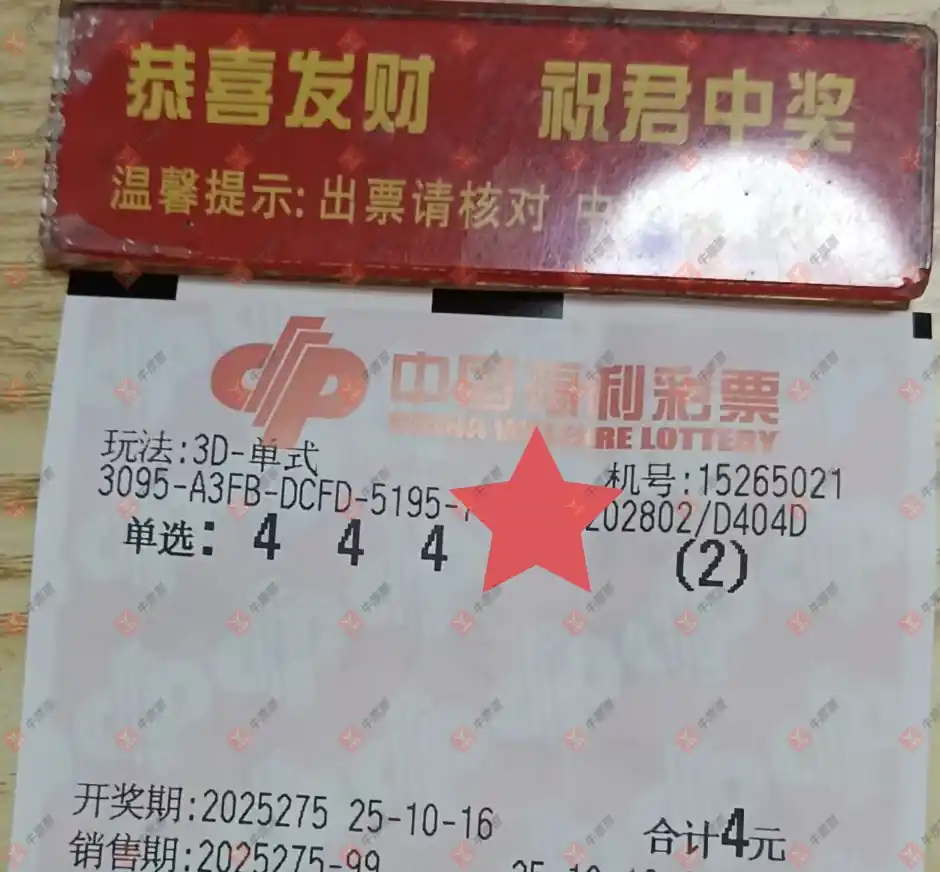 恭喜发财 祝君中奖
温馨提示:出票请核对 中
中国福利彩票
CHINA WELFARE LOTTERY
玩法:3D-单式
机号:15265021
3095-A3FB-DCFD-5195- 202802/D404D
单选: 4 4 4 (2)
开奖期:2025275 25-10-16
合计4元
销售期:2025275-99